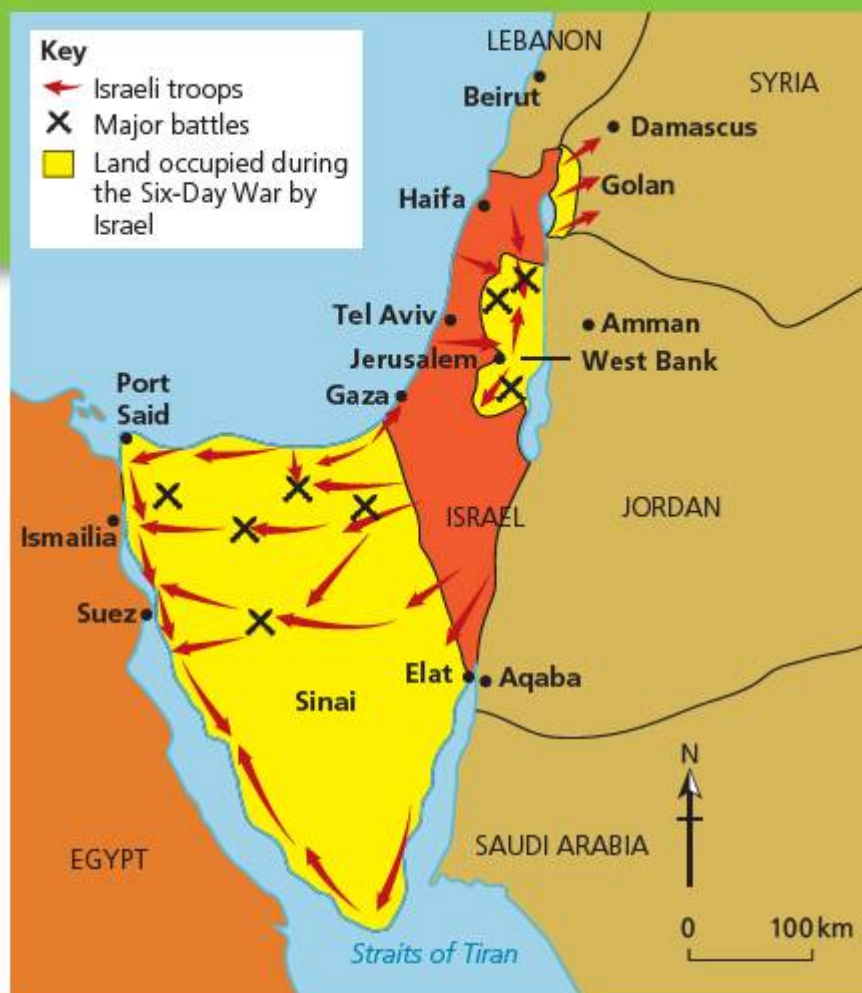 Key
Israeli troops
Major battles
Land occupied during
the Six-Day War by
Israel
LEBANON
Beirut
SYRIA
Damascus
Golan
Haifa
Tel Aviv
Amman
Jerusalem
West Bank
Gaza
Port
Said
Ismailia
ISRAEL
JORDAN
Suez
Elat
Aqaba
Sinai
N
EGYPT
SAUDI ARABIA
0 100 km
Straits of Tiran